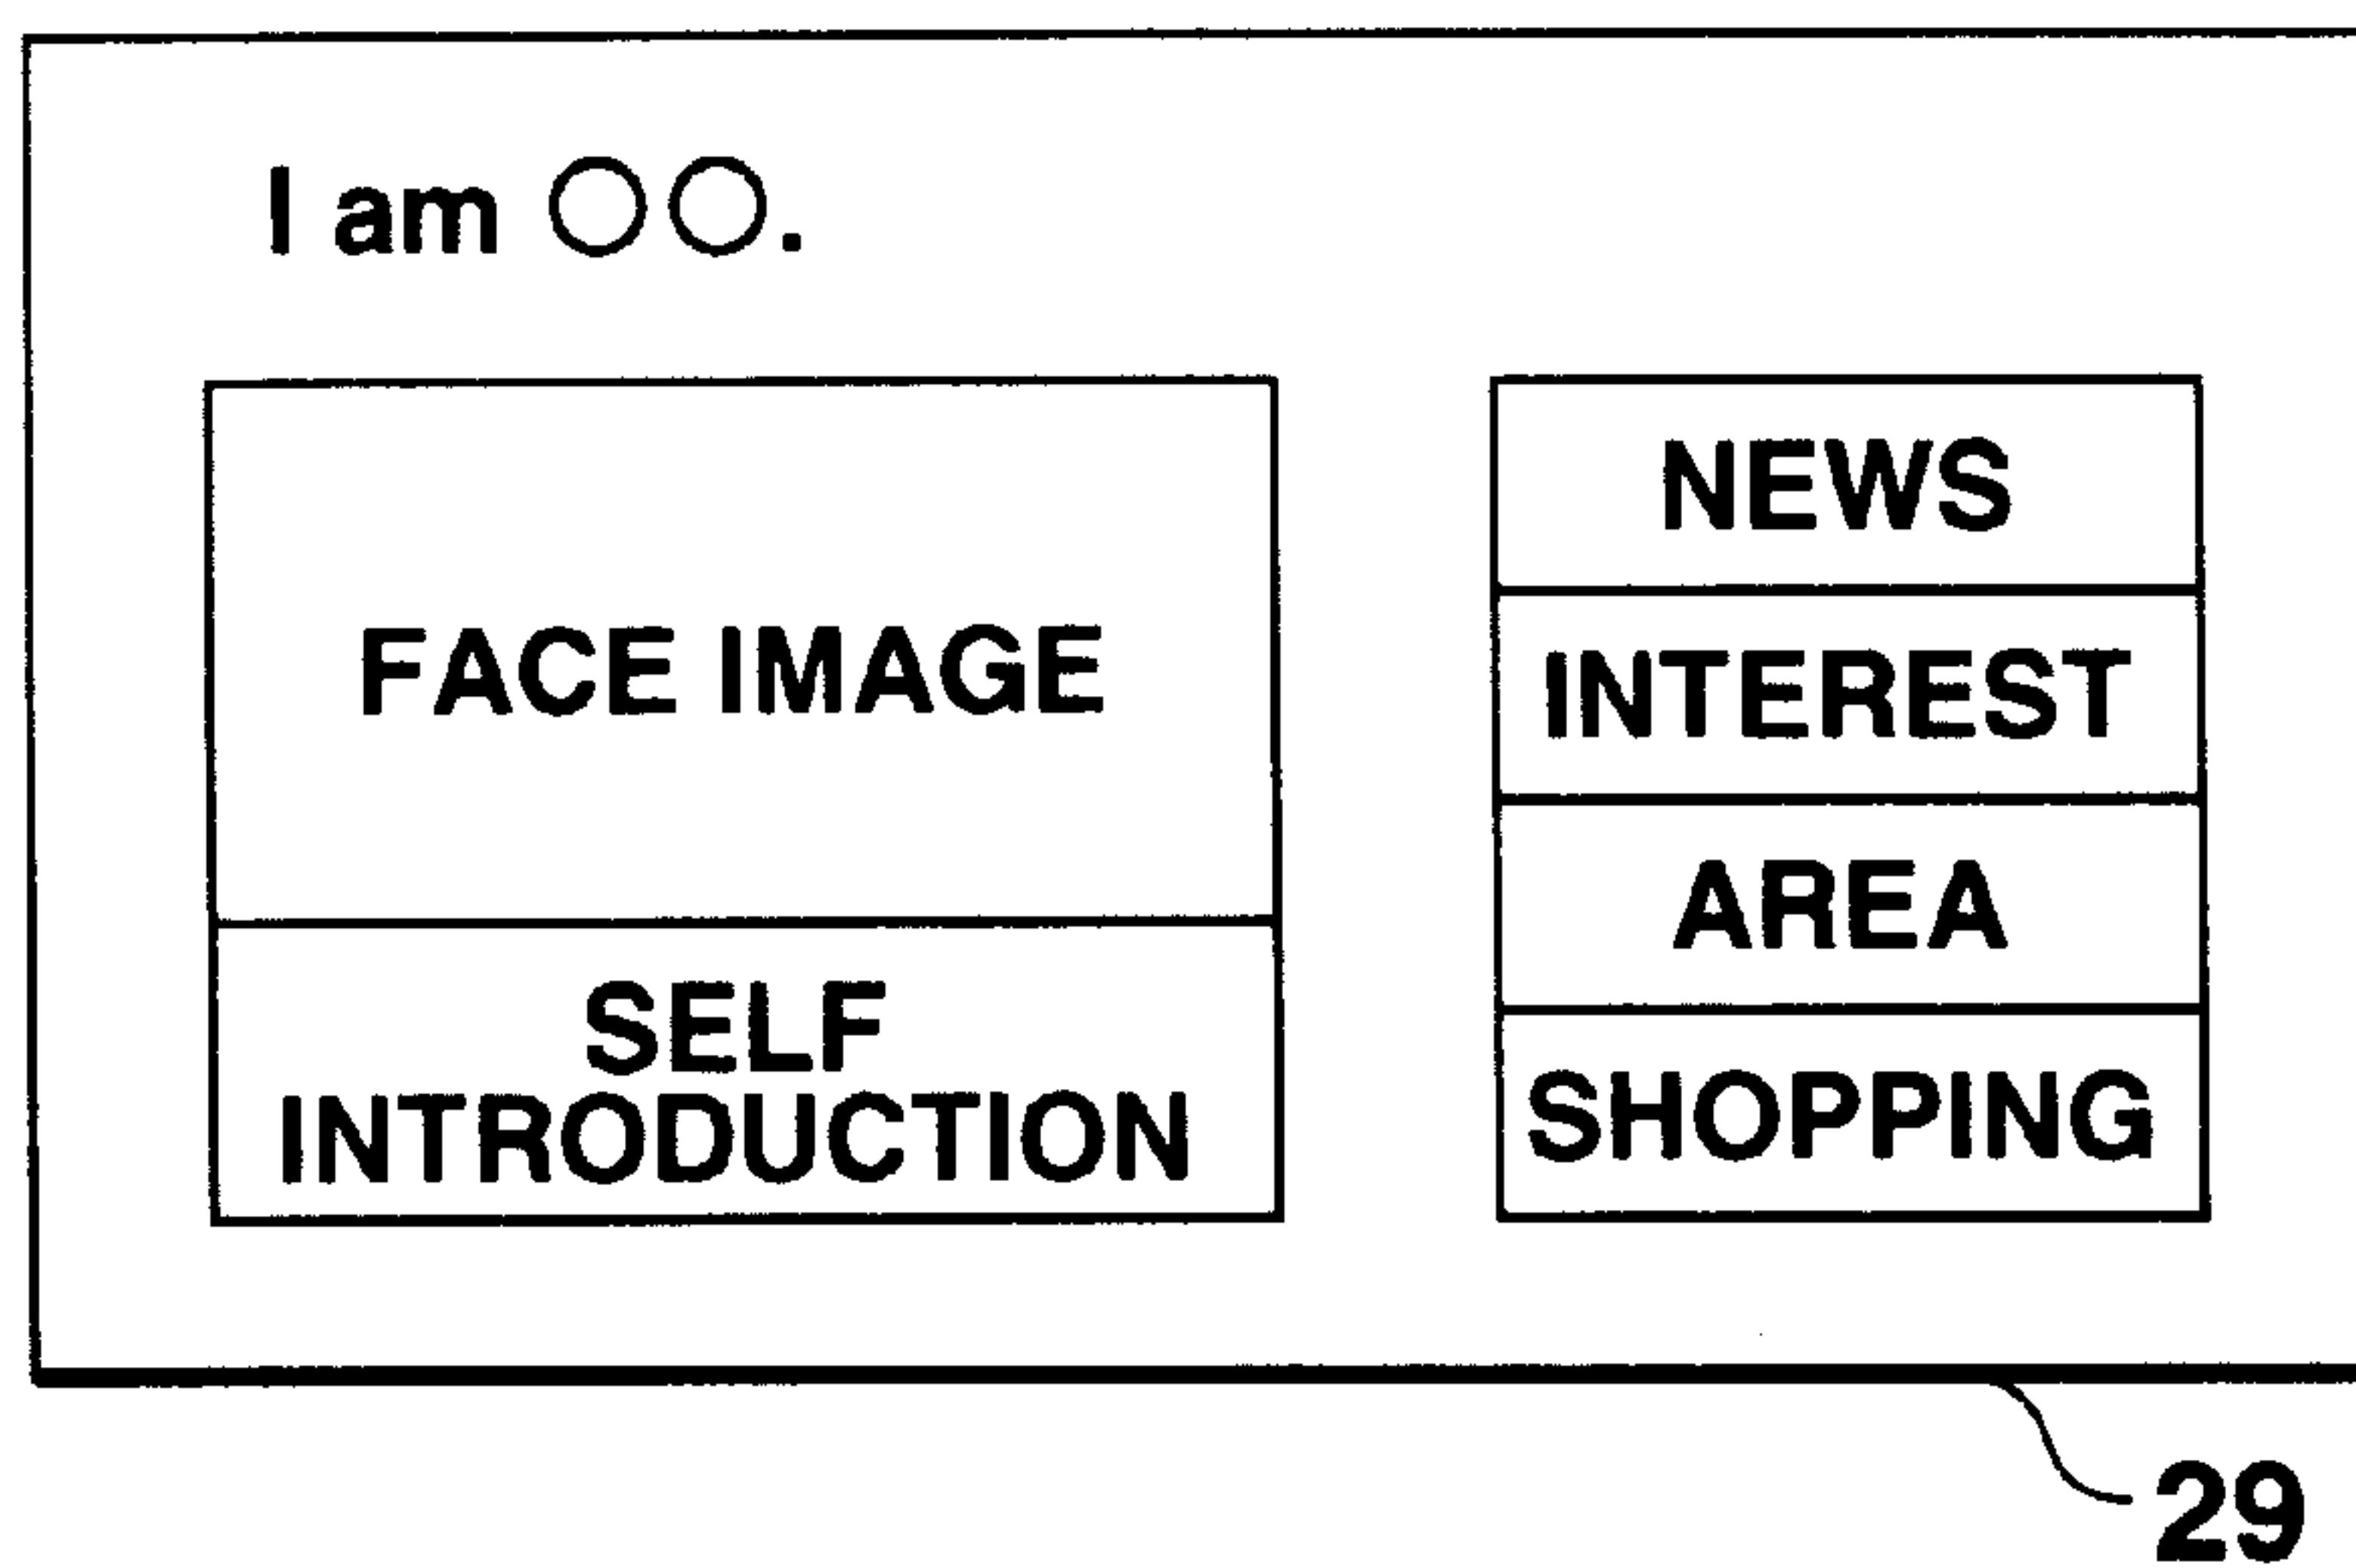 I am ○○.
FACE IMAGE
SELF
INTRODUCTION
NEWS
INTEREST
AREA
SHOPPING
29